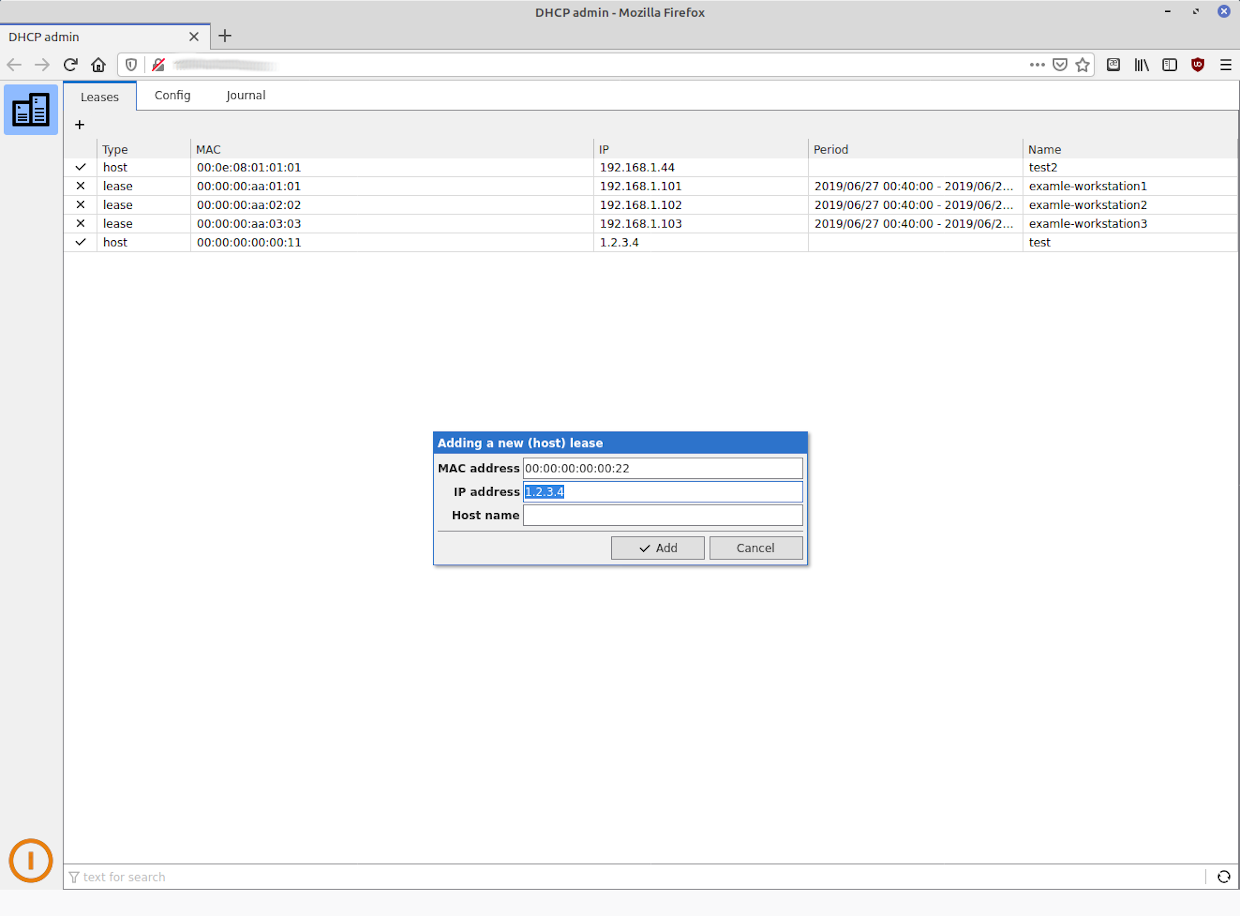 DHCP admin - Mozilla Firefox
DHCP admin
Leases Config Journal
+
Type MAC IP Period Name
host 00:0e:08:01:01:01 192.168.1.44 test2
lease 00:00:00:aa:01:01 192.168.1.101 2019/06/27 00:40:00 - 2019/06/2... examle-workstation1
lease 00:00:00:aa:02:02 192.168.1.102 2019/06/27 00:40:00 - 2019/06/2... examle-workstation2
lease 00:00:00:aa:03:03 192.168.1.103 2019/06/27 00:40:00 - 2019/06/2... examle-workstation3
host 00:00:00:00:00:11 1.2.3.4 test
Adding a new (host) lease
MAC address 00:00:00:00:00:22
IP address 1.2.3.4
Host name
Add Cancel
text for search